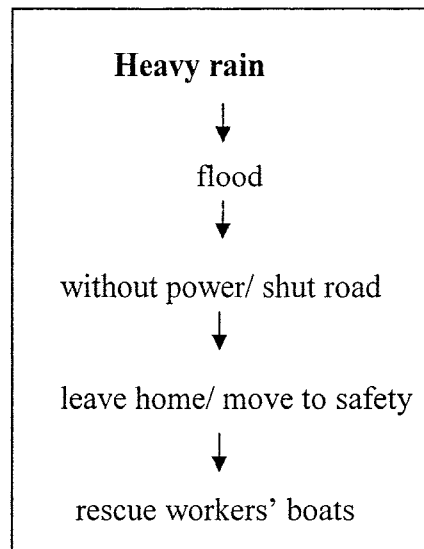 Heavy rain
flood
without power/ shut road
leave home/ move to safety
rescue workers’ boats